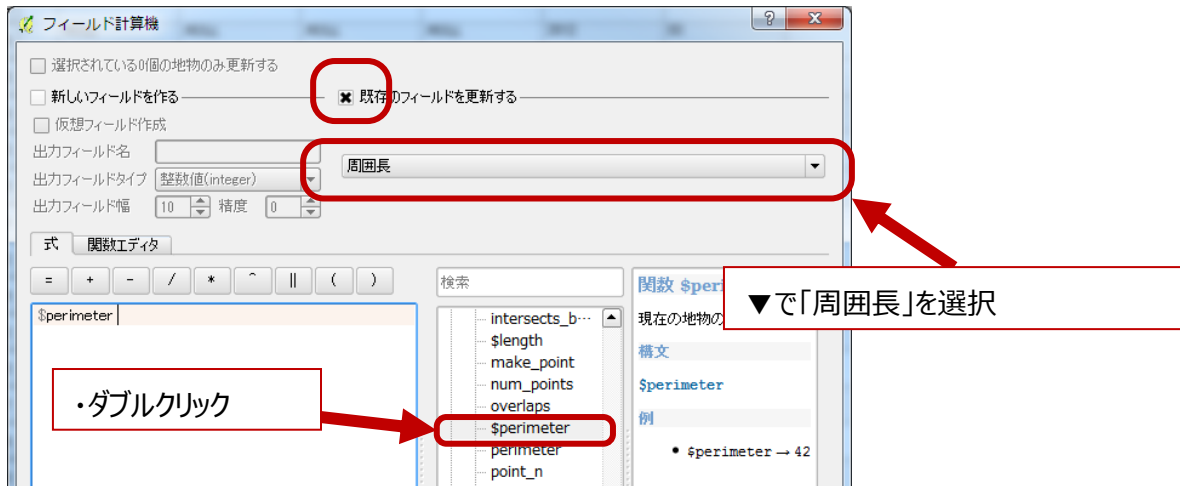 フィールド計算機
選択されている0個の地物のみ更新する
新しいフィールドを作る
既存のフィールドを更新する
仮想フィールド作成
出力フィールド名
周囲長
出力フィールドタイプ 整数値(integer)
出力フィールド幅 10 精度 0
式 関数エディタ
= + - / * ^ || ( )
検索
$perimeter
intersects_b…
$length
make_point
num_points
overlaps
$perimeter
perimeter
point_n
関数 $peri
現在の地物の
構文
$perimeter
例
• $perimeter → 42
▼で「周囲長」を選択
・ダブルクリック